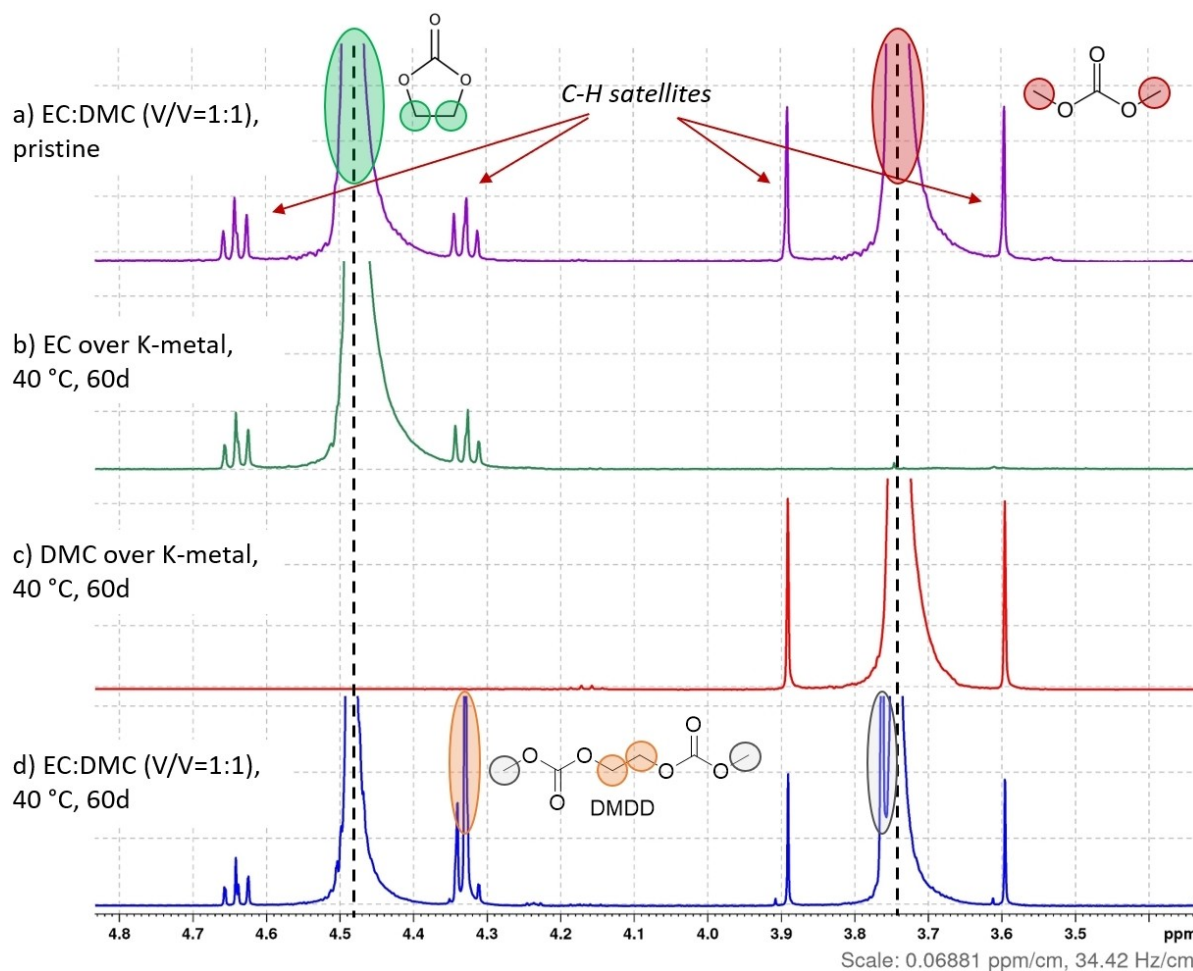 a) EC:DMC (V/V=1:1),
pristine
C-H satellites
O
O
O
O
O
O
b) EC over K-metal,
40 °C, 60d
c) DMC over K-metal,
40 °C, 60d
d) EC:DMC (V/V=1:1),
40 °C, 60d
O
O
O
O
O
O
DMDD
4.8 4.7 4.6 4.5 4.4 4.3 4.2 4.1 4.0 3.9 3.8 3.7 3.6 3.5 ppm
Scale: 0.06881 ppm/cm, 34.42 Hz/cm